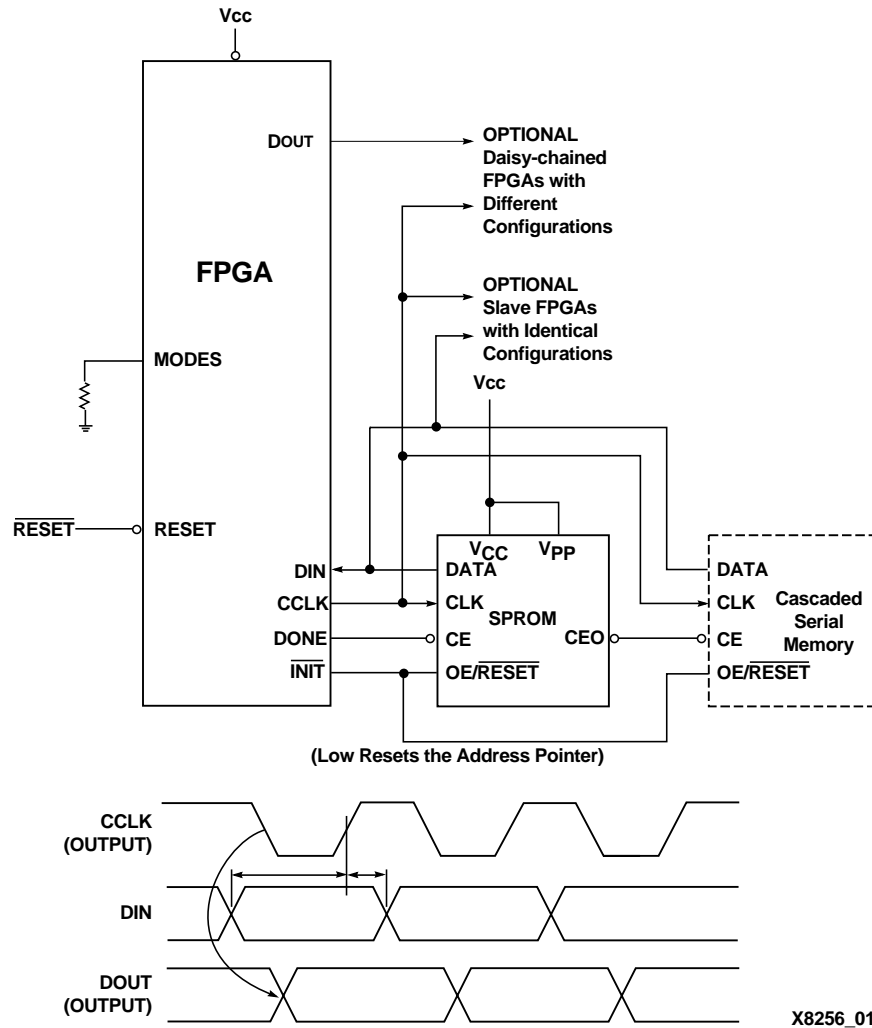 Vcc
DOUT
OPTIONAL
Daisy-chained
FPGAs with
Different
Configurations
FPGA
OPTIONAL
Slave FPGAs
with Identical
Configurations
MODES
Vcc
RESET
RESET
VCC
VPP
DIN
DATA
DATA
CCLK
CLK
SPROM
CLK
Cascaded
Serial
Memory
DONE
CE
CEO
CE
INIT
OE/RESET
OE/RESET
(Low Resets the Address Pointer)
CCLK
(OUTPUT)
DIN
DOUT
(OUTPUT)
X8256_01